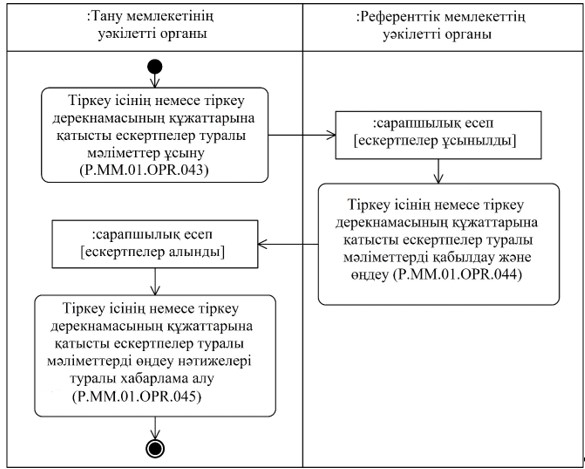 :Тану мемлекетінің
уәкілетті органы
:Референттік мемлекеттің
уәкілетті органы
Тіркеу ісінің немесе тіркеу
дерекнамасының құжаттарына
қатысты ескертпелер туралы
мәліметтер ұсыну
(P.MM.01.OPR.043)
:сарапшылық есеп
[ескертпелер ұсынылды]
Тіркеу ісінің немесе тіркеу
дерекнамасының құжаттарына
қатысты ескертпелер туралы
мәліметтерді қабылдау және
өңдеу (P.MM.01.OPR.044)
:сарапшылық есеп
[ескертпелер алынды]
Тіркеу ісінің немесе тіркеу
дерекнамасының құжаттарына
қатысты ескертпелер туралы
мәліметтерді өңдеу нәтижелері
туралы хабарлама алу
(P.MM.01.OPR.045)